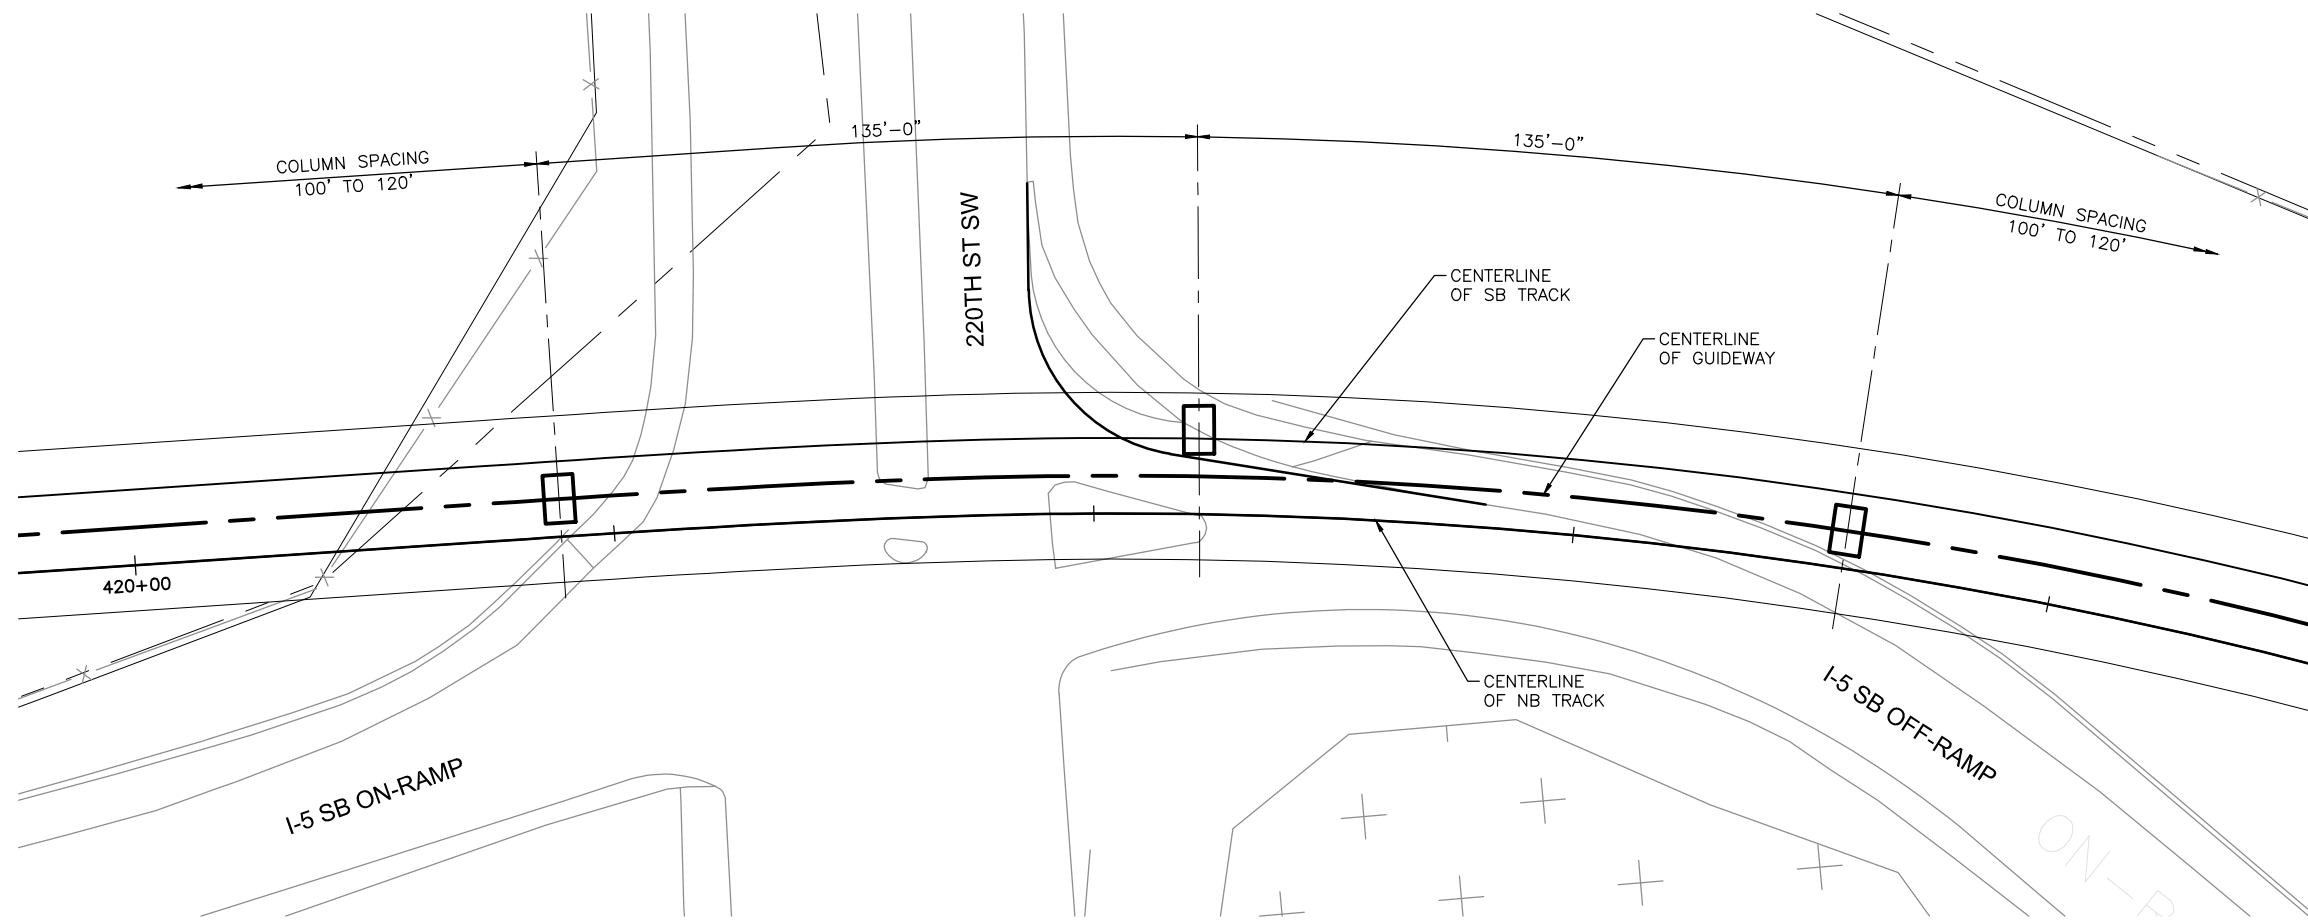 135'-0"
135'-0"
COLUMN SPACING
100' TO 120'
COLUMN SPACING
100' TO 120'
220TH ST SW
CENTERLINE
OF SB TRACK
CENTERLINE
OF GUIDEWAY
420+00
CENTERLINE
OF NB TRACK
I-5 SB OFF-RAMP
I-5 SB ON-RAMP